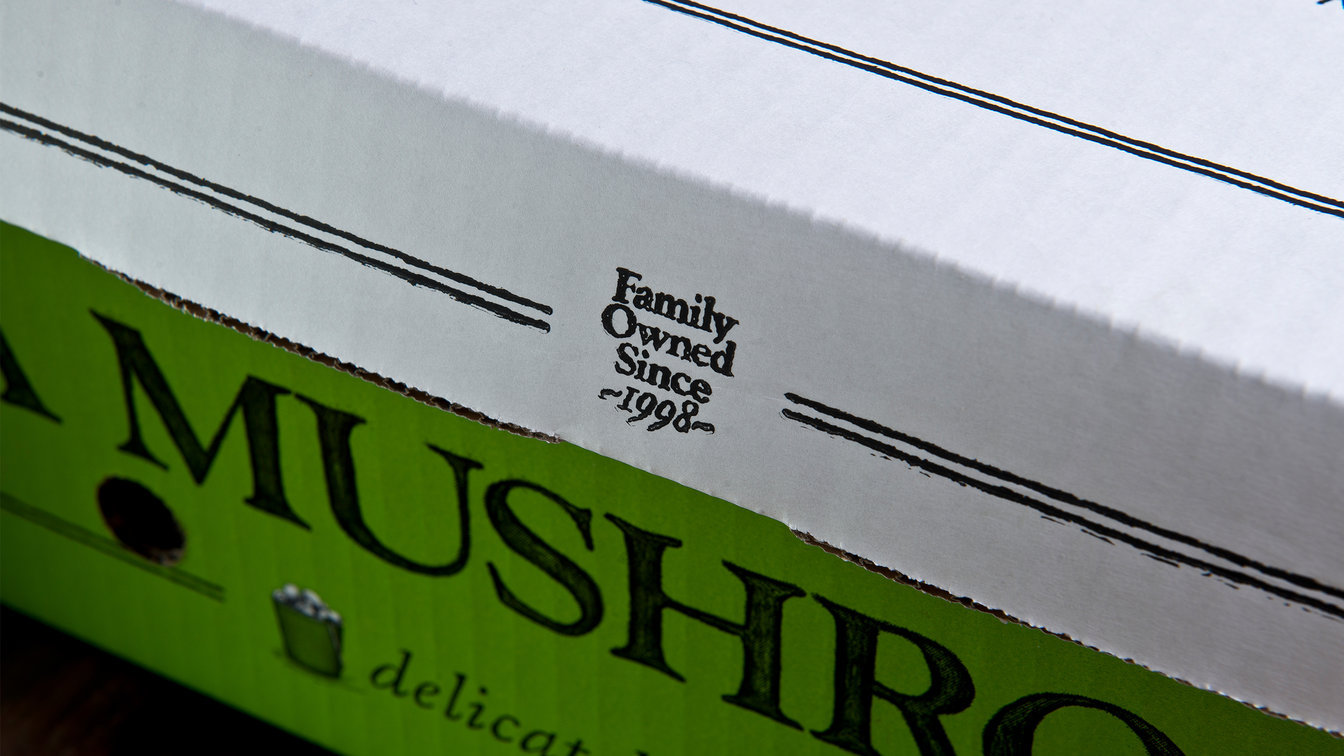 Family
Owned
Since
~1998~
A MUSHRO
delicat